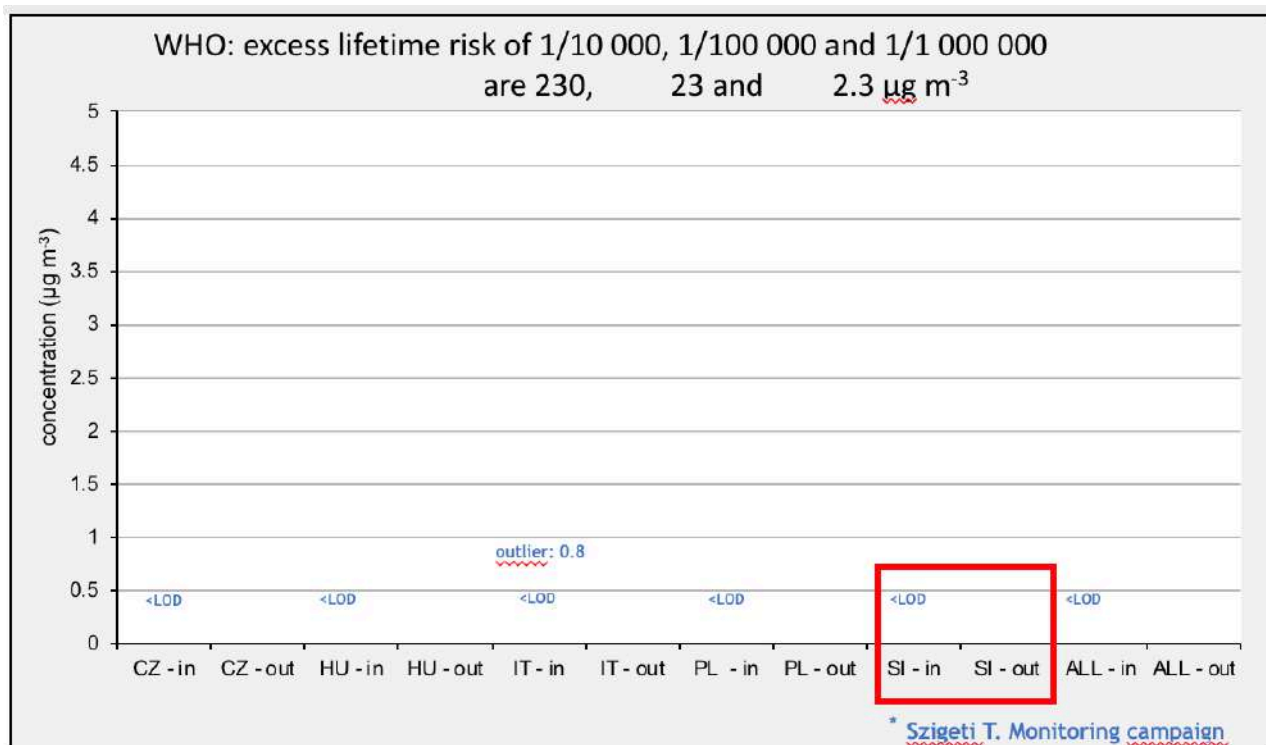 WHO: excess lifetime risk of 1/10 000, 1/100 000 and 1/1 000 000
are 230, 23 and 2.3 µg m⁻³
5
4.5
4
3.5
3
2.5
2
1.5
1
0.5
0
concentration (µg m⁻³)
outlier: 0.8
<LOD <LOD <LOD <LOD <LOD <LOD
CZ - in CZ - out HU - in HU - out IT - in IT - out PL - in PL - out SI - in SI - out ALL - in ALL - out
* Szigeti T. Monitoring campaign